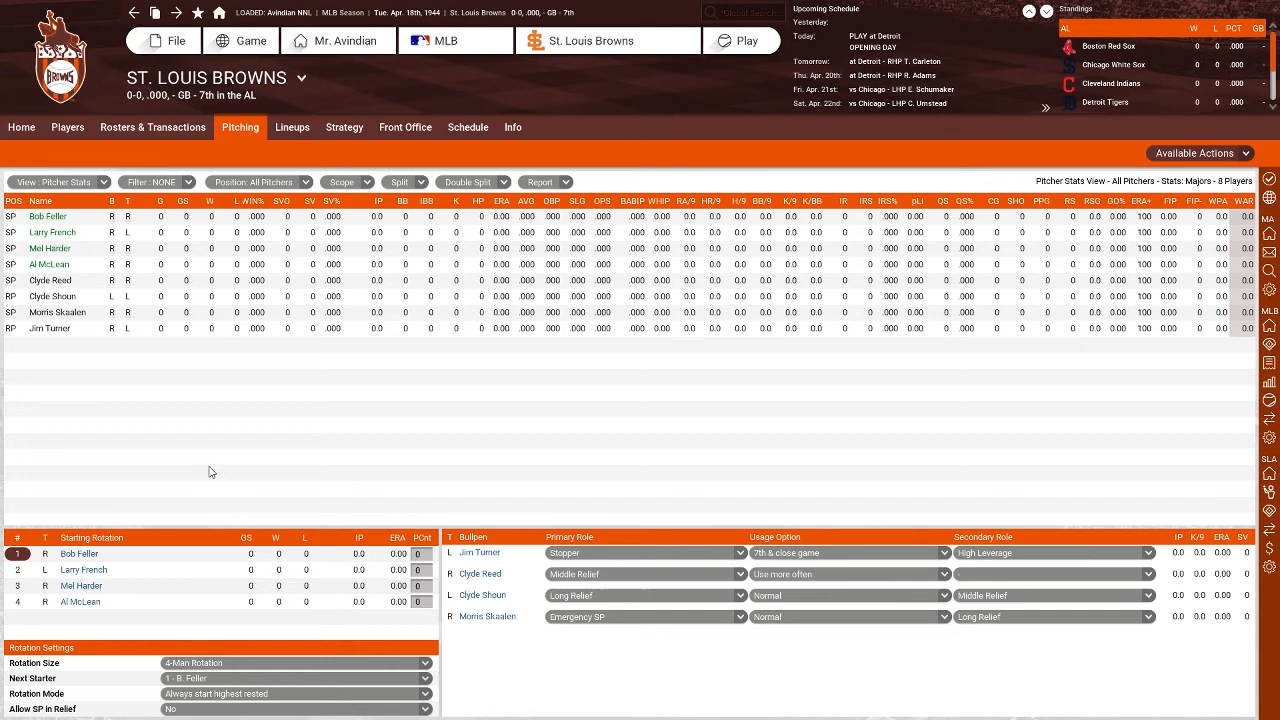 LOADED: Avindian NNL | MLB Season | Tue. Apr. 18th, 1944 | St. Louis Browns 0-0, .000, - GB - 7th
Global Search...
File Game Mr. Avindian MLB St. Louis Browns Play
BROWNS
ST. LOUIS BROWNS
0-0, .000, - GB - 7th in the AL
Upcoming Schedule
Yesterday:
Today: PLAY at Detroit
OPENING DAY
Tomorrow: at Detroit - RHP T. Carleton
Thu. Apr. 20th at Detroit - RHP R. Adams
Fri. Apr. 21st vs Chicago - LHP E. Schumaker
Sat. Apr. 22nd vs Chicago - LHP C. Umstead
Standings
AL W L PCT GB
Boston Red Sox 0 0 .000 -
Chicago White Sox 0 0 .000 -
Cleveland Indians 0 0 .000 -
Detroit Tigers 0 0 .000 -
Home Players Rosters & Transactions Pitching Lineups Strategy Front Office Schedule Info
Available Actions
View : Pitcher Stats Filter : NONE Position: All Pitchers Scope Split Double Split Report
Pitcher Stats View - All Pitchers - Stats: Majors - 8 Players
POS Name B T G GS W L WIN% SVO SV SV% IP BB IBB K HP ERA AVG OBP SLG OPS BABIP WHIP RA/9 HR/9 H/9 BB/9 K/9 K/BB IR IRS IRS% pLi QS QS% CG SHO PPG RS RSG GO% ERA+ FIP FIP- WPA WAR
SP Bob Feller R R 0 0 0 0 .000 0 0 .000 0.0 0 0 0 0 0.00 .000 .000 .000 .000 .000 0.00 0.0 0.0 0.0 0.0 0.0 0.0 0 0 .000 0.0 0 .000 0 0 0 0 0.0 0.00 100 0.00 0 0.0 0.0
SP Larry French R L 0 0 0 0 .000 0 0 .000 0.0 0 0 0 0 0.00 .000 .000 .000 .000 .000 0.00 0.0 0.0 0.0 0.0 0.0 0.0 0 0 .000 0.0 0 .000 0 0 0 0 0.0 0.00 100 0.00 0 0.0 0.0
SP Mel Harder R R 0 0 0 0 .000 0 0 .000 0.0 0 0 0 0 0.00 .000 .000 .000 .000 .000 0.00 0.0 0.0 0.0 0.0 0.0 0.0 0 0 .000 0.0 0 .000 0 0 0 0 0.0 0.00 100 0.00 0 0.0 0.0
SP Al McLean R R 0 0 0 0 .000 0 0 .000 0.0 0 0 0 0 0.00 .000 .000 .000 .000 .000 0.00 0.0 0.0 0.0 0.0 0.0 0.0 0 0 .000 0.0 0 .000 0 0 0 0 0.0 0.00 100 0.00 0 0.0 0.0
SP Clyde Reed R R 0 0 0 0 .000 0 0 .000 0.0 0 0 0 0 0.00 .000 .000 .000 .000 .000 0.00 0.0 0.0 0.0 0.0 0.0 0.0 0 0 .000 0.0 0 .000 0 0 0 0 0.0 0.00 100 0.00 0 0.0 0.0
RP Clyde Shoun L L 0 0 0 0 .000 0 0 .000 0.0 0 0 0 0 0.00 .000 .000 .000 .000 .000 0.00 0.0 0.0 0.0 0.0 0.0 0.0 0 0 .000 0.0 0 .000 0 0 0 0 0.0 0.00 100 0.00 0 0.0 0.0
SP Morris Skaalen R R 0 0 0 0 .000 0 0 .000 0.0 0 0 0 0 0.00 .000 .000 .000 .000 .000 0.00 0.0 0.0 0.0 0.0 0.0 0.0 0 0 .000 0.0 0 .000 0 0 0 0 0.0 0.00 100 0.00 0 0.0 0.0
RP Jim Turner R L 0 0 0 0 .000 0 0 .000 0.0 0 0 0 0 0.00 .000 .000 .000 .000 .000 0.00 0.0 0.0 0.0 0.0 0.0 0.0 0 0 .000 0.0 0 .000 0 0 0 0 0.0 0.00 100 0.00 0 0.0 0.0
MA
MLB
SLA
# T Starting Rotation GS W L IP ERA PCnt
1 R Bob Feller 0 0 0 0.0 0.00 0
2 L Larry French 0 0 0 0.0 0.00 0
3 R Mel Harder 0 0 0 0.0 0.00 0
4 R Al McLean 0 0 0 0.0 0.00 0
Rotation Settings
Rotation Size 4-Man Rotation
Next Starter 1 - B. Feller
Rotation Mode Always start highest rested
Allow SP in Relief No
T Bullpen Primary Role Usage Option Secondary Role IP K/9 ERA SV
L Jim Turner Stopper 7th & close game High Leverage 0.0 0.0 0.00 0
R Clyde Reed Middle Relief Use more often - 0.0 0.0 0.00 0
L Clyde Shoun Long Relief Normal Middle Relief 0.0 0.0 0.00 0
R Morris Skaalen Emergency SP Normal Long Relief 0.0 0.0 0.00 0